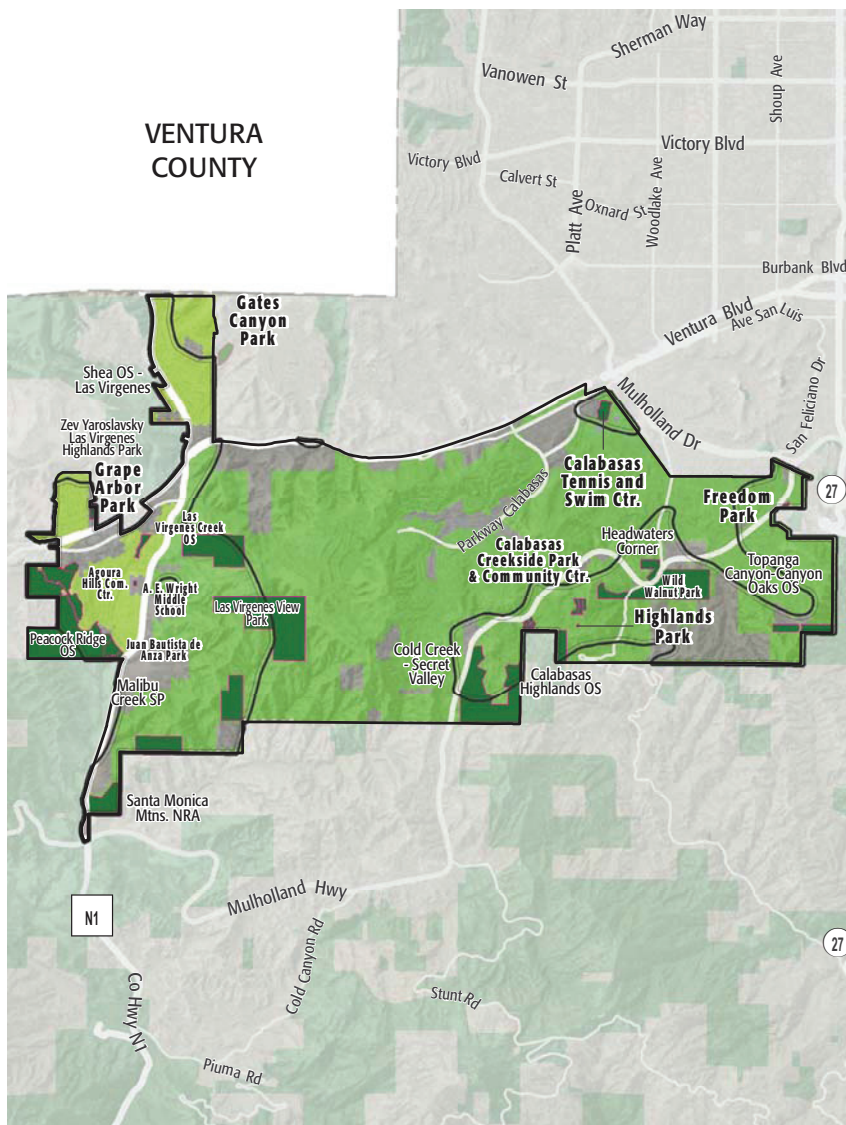 Sherman Way
Vanowen St
Shoup Ave
VENTURA
COUNTY
Victory Blvd
Victory Blvd
Calvert St
Woodlake Ave
Oxnard St
Platt Ave
Burbank Blvd
Gates
Canyon
Park
Ventura Blvd
Ave San Luis
Shea OS -
Las Virgenes
Mulholland Dr
San Feliciano Dr
Zev Yaroslavsky
Las Virgenes
Highlands Park
Grape
Arbor
Park
Calabasas
Tennis and
Swim Ctr.
Freedom
Park
27
Parkway Calabasas
Las
Virgenes Creek
OS
Headwaters
Corner
Calabasas
Creekside Park
& Community Ctr.
Topanga
Canyon-Canyon
Oaks OS
Agoura
Hills Com.
Ctr.
A. E. Wright
Middle
School
Wild
Walnut Park
Las Virgenes View
Park
Highlands
Park
Peacock Ridge
OS
Juan Bautista de
Anza Park
Cold Creek
- Secret
Valley
Calabasas
Highlands OS
Malibu
Creek SP
Santa Monica
Mtns. NRA
Mulholland Hwy
N1
Cold Canyon Rd
27
Co Hwy N1
Stunt Rd
Piuma Rd